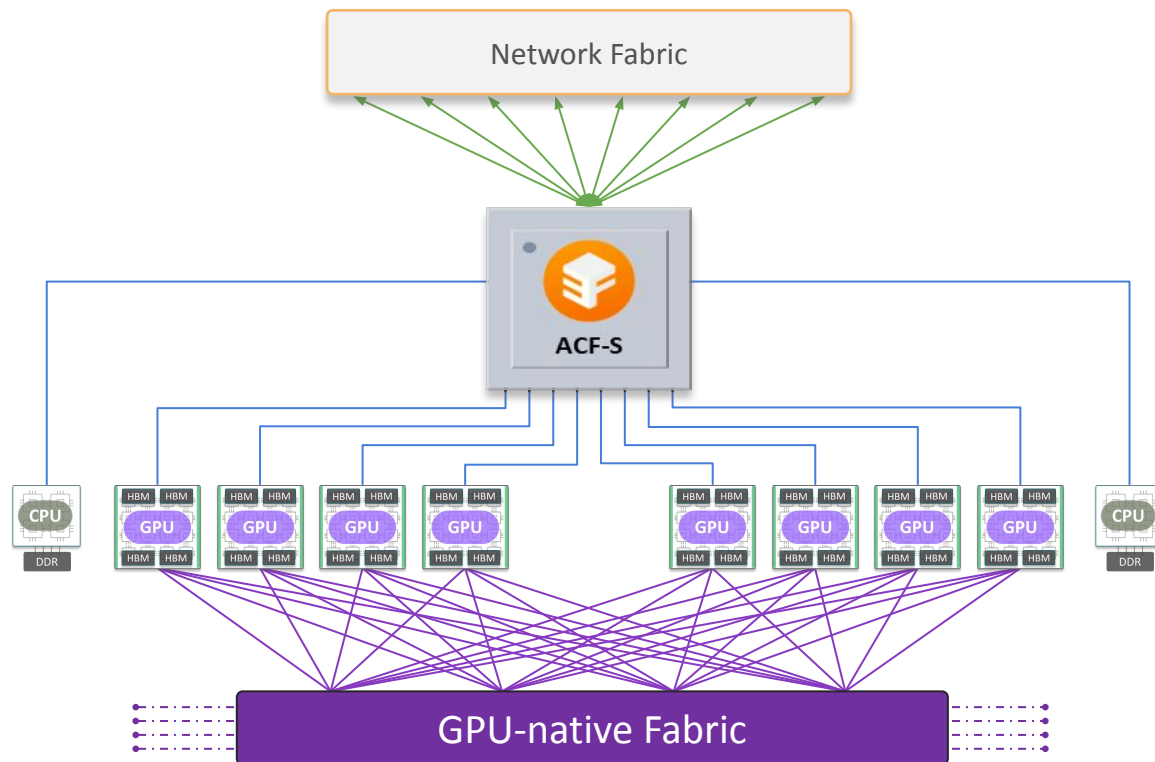 Network Fabric
ACF-S
HBM HBM HBM HBM HBM HBM HBM HBM HBM HBM HBM HBM HBM HBM HBM HBM
CPU GPU GPU GPU GPU GPU GPU GPU GPU CPU
HBM HBM HBM HBM HBM HBM HBM HBM HBM HBM HBM HBM HBM HBM HBM HBM
DDR DDR
GPU-native Fabric